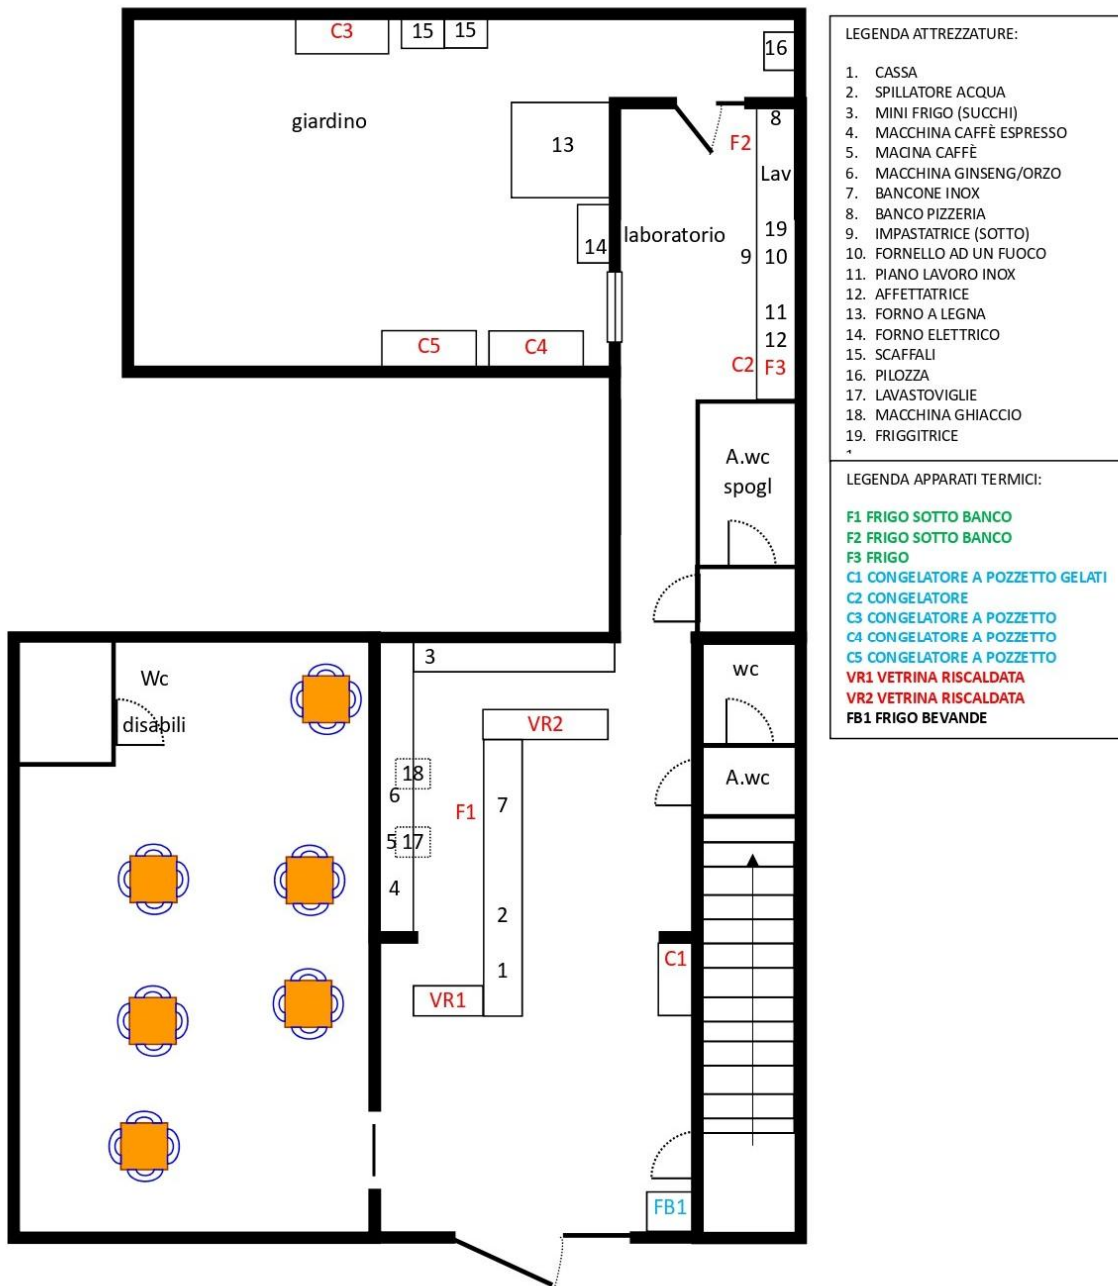 C3
15
15
16
giardino
13
8
F2
Lav
14
laboratorio
19
9
10
11
12
C5
C4
C2
F3
A.wc
spogl
Wc
disabili
3
wc
VR2
18
6
F1
7
A.wc
5
17
4
2
C1
1
VR1
FB1
LEGENDA ATTREZZATURE:
1. CASSA
2. SPILLATORE ACQUA
3. MINI FRIGO (SUCCHI)
4. MACCHINA CAFFÈ ESPRESSO
5. MACINA CAFFÈ
6. MACCHINA GINSENG/ORZO
7. BANCONE INOX
8. BANCO PIZZERIA
9. IMPASTATRICE (SOTTO)
10. FORNELLO AD UN FUOCO
11. PIANO LAVORO INOX
12. AFFETTATRICE
13. FORNO A LEGNA
14. FORNO ELETTRICO
15. SCAFFALI
16. PILOZZA
17. LAVASTOVIGLIE
18. MACCHINA GHIACCIO
19. FRIGGITRICE
LEGENDA APPARATI TERMICI:
F1 FRIGO SOTTO BANCO
F2 FRIGO SOTTO BANCO
F3 FRIGO
C1 CONGELATORE A POZZETTO GELATI
C2 CONGELATORE
C3 CONGELATORE A POZZETTO
C4 CONGELATORE A POZZETTO
C5 CONGELATORE A POZZETTO
VR1 VETRINA RISCALDATA
VR2 VETRINA RISCALDATA
FB1 FRIGO BEVANDE